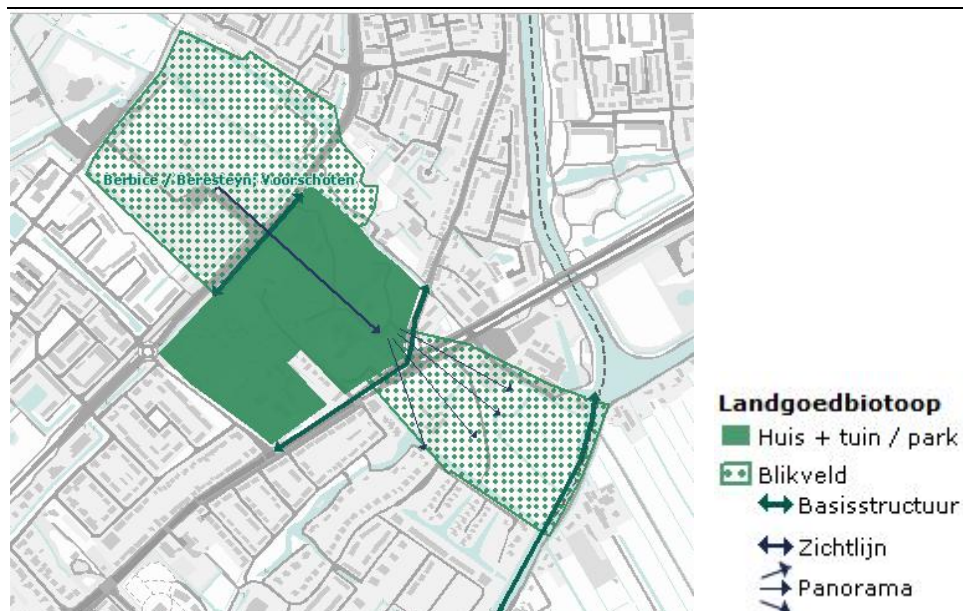 Berbice / Beresteyn; Voorschoten
Landgoedbiotoop
Huis + tuin / park
Blikveld
Basisstructuur
Zichtlijn
Panorama